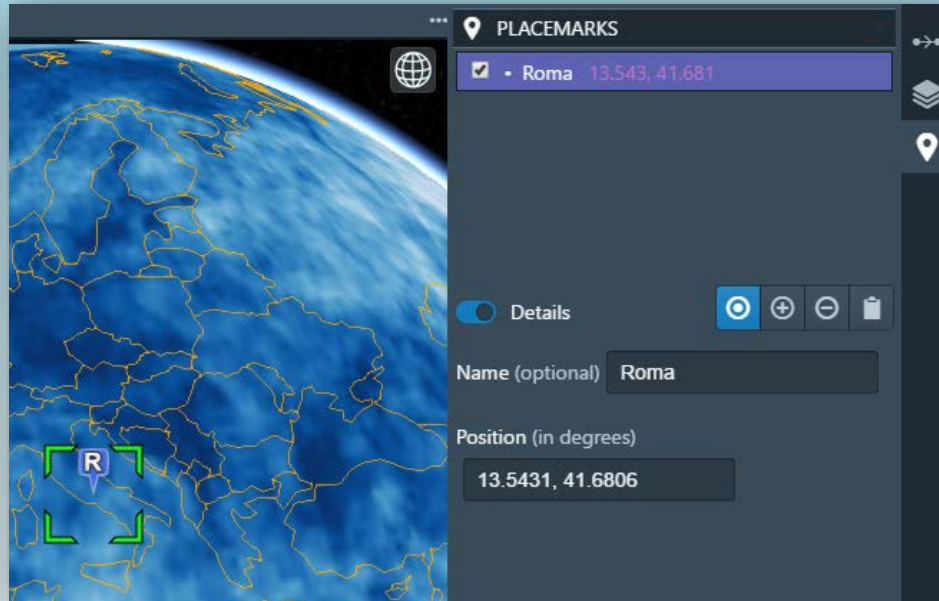 PLACEMARKS
• Roma 13.543, 41.681
Details
Name (optional) Roma
Position (in degrees)
13.5431, 41.6806
R